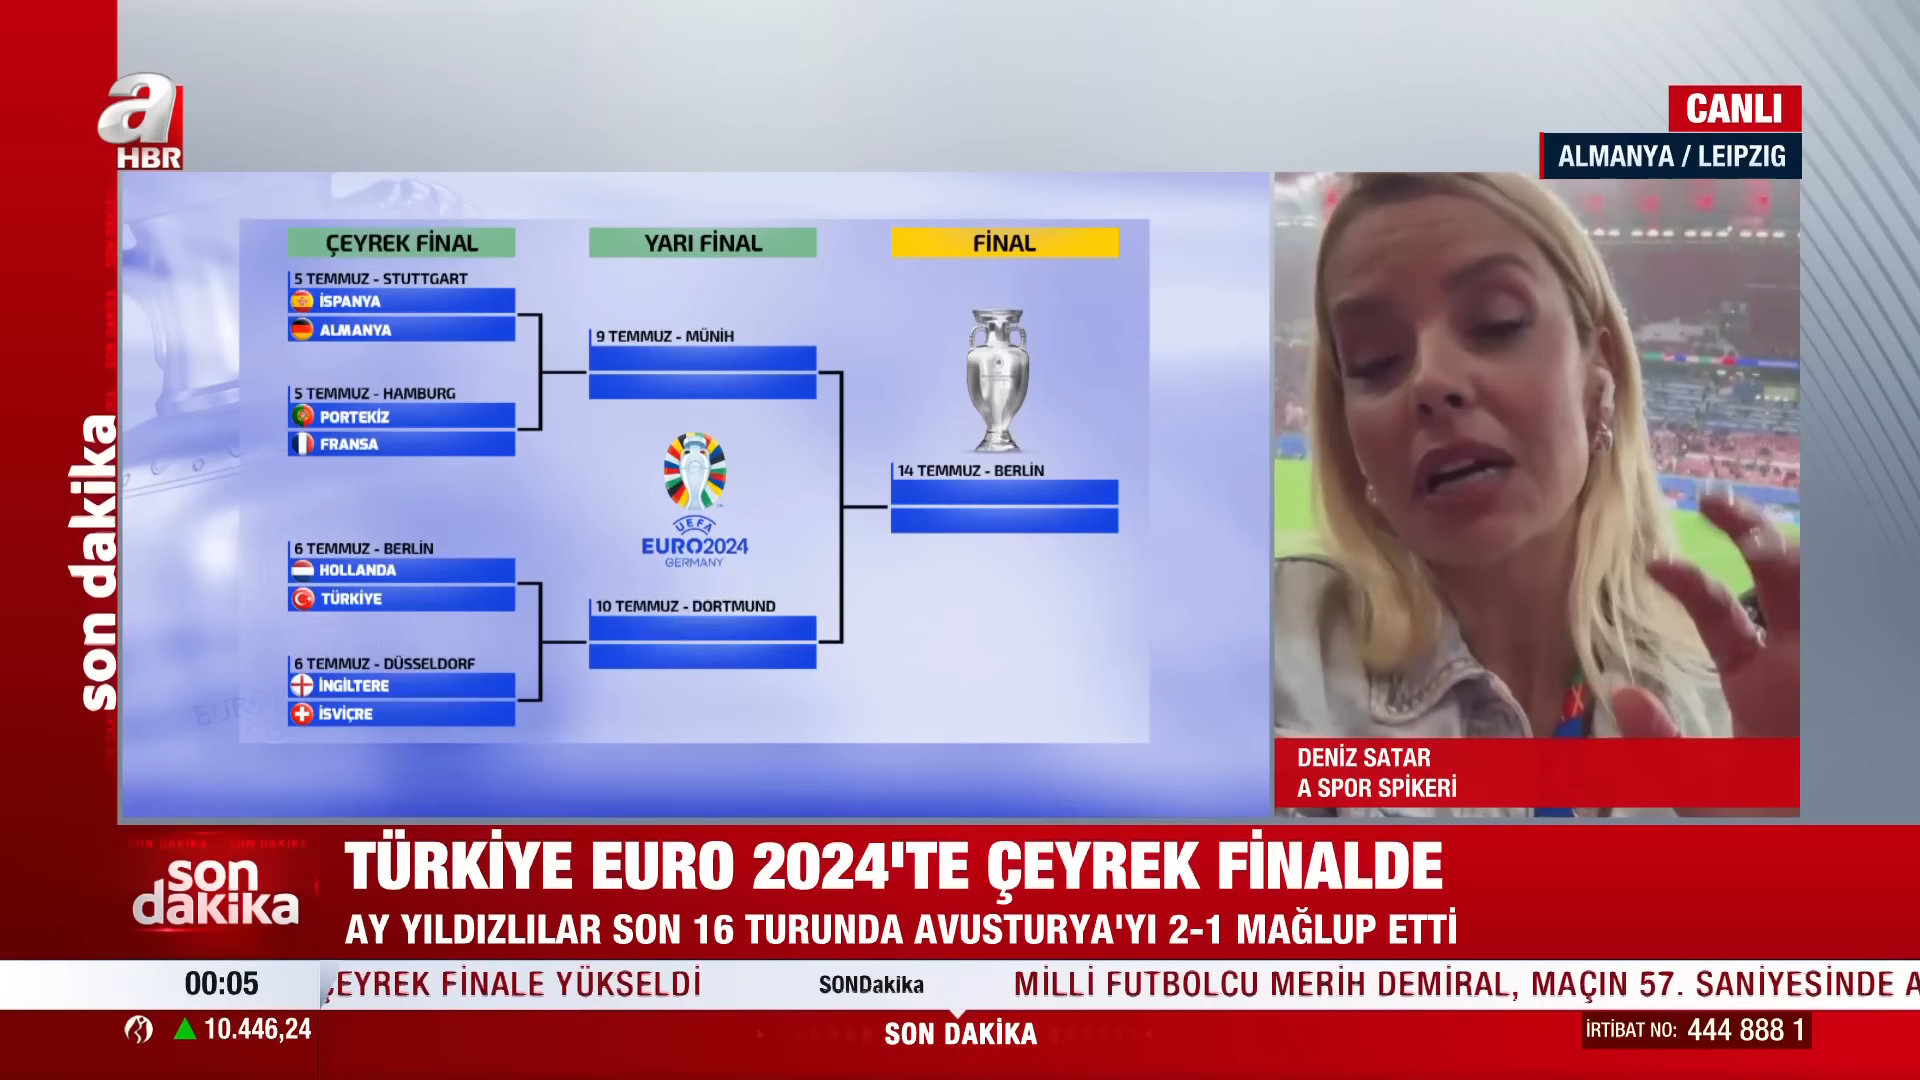 a
HBR
CANLI
ALMANYA / LEIPZIG
son dakika
ÇEYREK FİNAL
YARI FİNAL
FİNAL
5 TEMMUZ - STUTTGART
İSPANYA
ALMANYA
5 TEMMUZ - HAMBURG
PORTEKİZ
FRANSA
6 TEMMUZ - BERLİN
HOLLANDA
TÜRKİYE
6 TEMMUZ - DÜSSELDORF
İNGİLTERE
İSVİÇRE
9 TEMMUZ - MÜNİH
UEFA
EURO2024
GERMANY
10 TEMMUZ - DORTMUND
14 TEMMUZ - BERLİN
DENİZ SATAR
A SPOR SPİKERİ
son
dakika
TÜRKİYE EURO 2024'TE ÇEYREK FİNALDE
AY YILDIZLILAR SON 16 TURUNDA AVUSTURYA'YI 2-1 MAĞLUP ETTİ
00:05
ÇEYREK FİNALE YÜKSELDİ SONDakika MİLLİ FUTBOLCU MERİH DEMİRAL, MAÇIN 57. SANİYESİNDE A
10.446,24
SON DAKİKA
İRTİBAT NO: 444 888 1